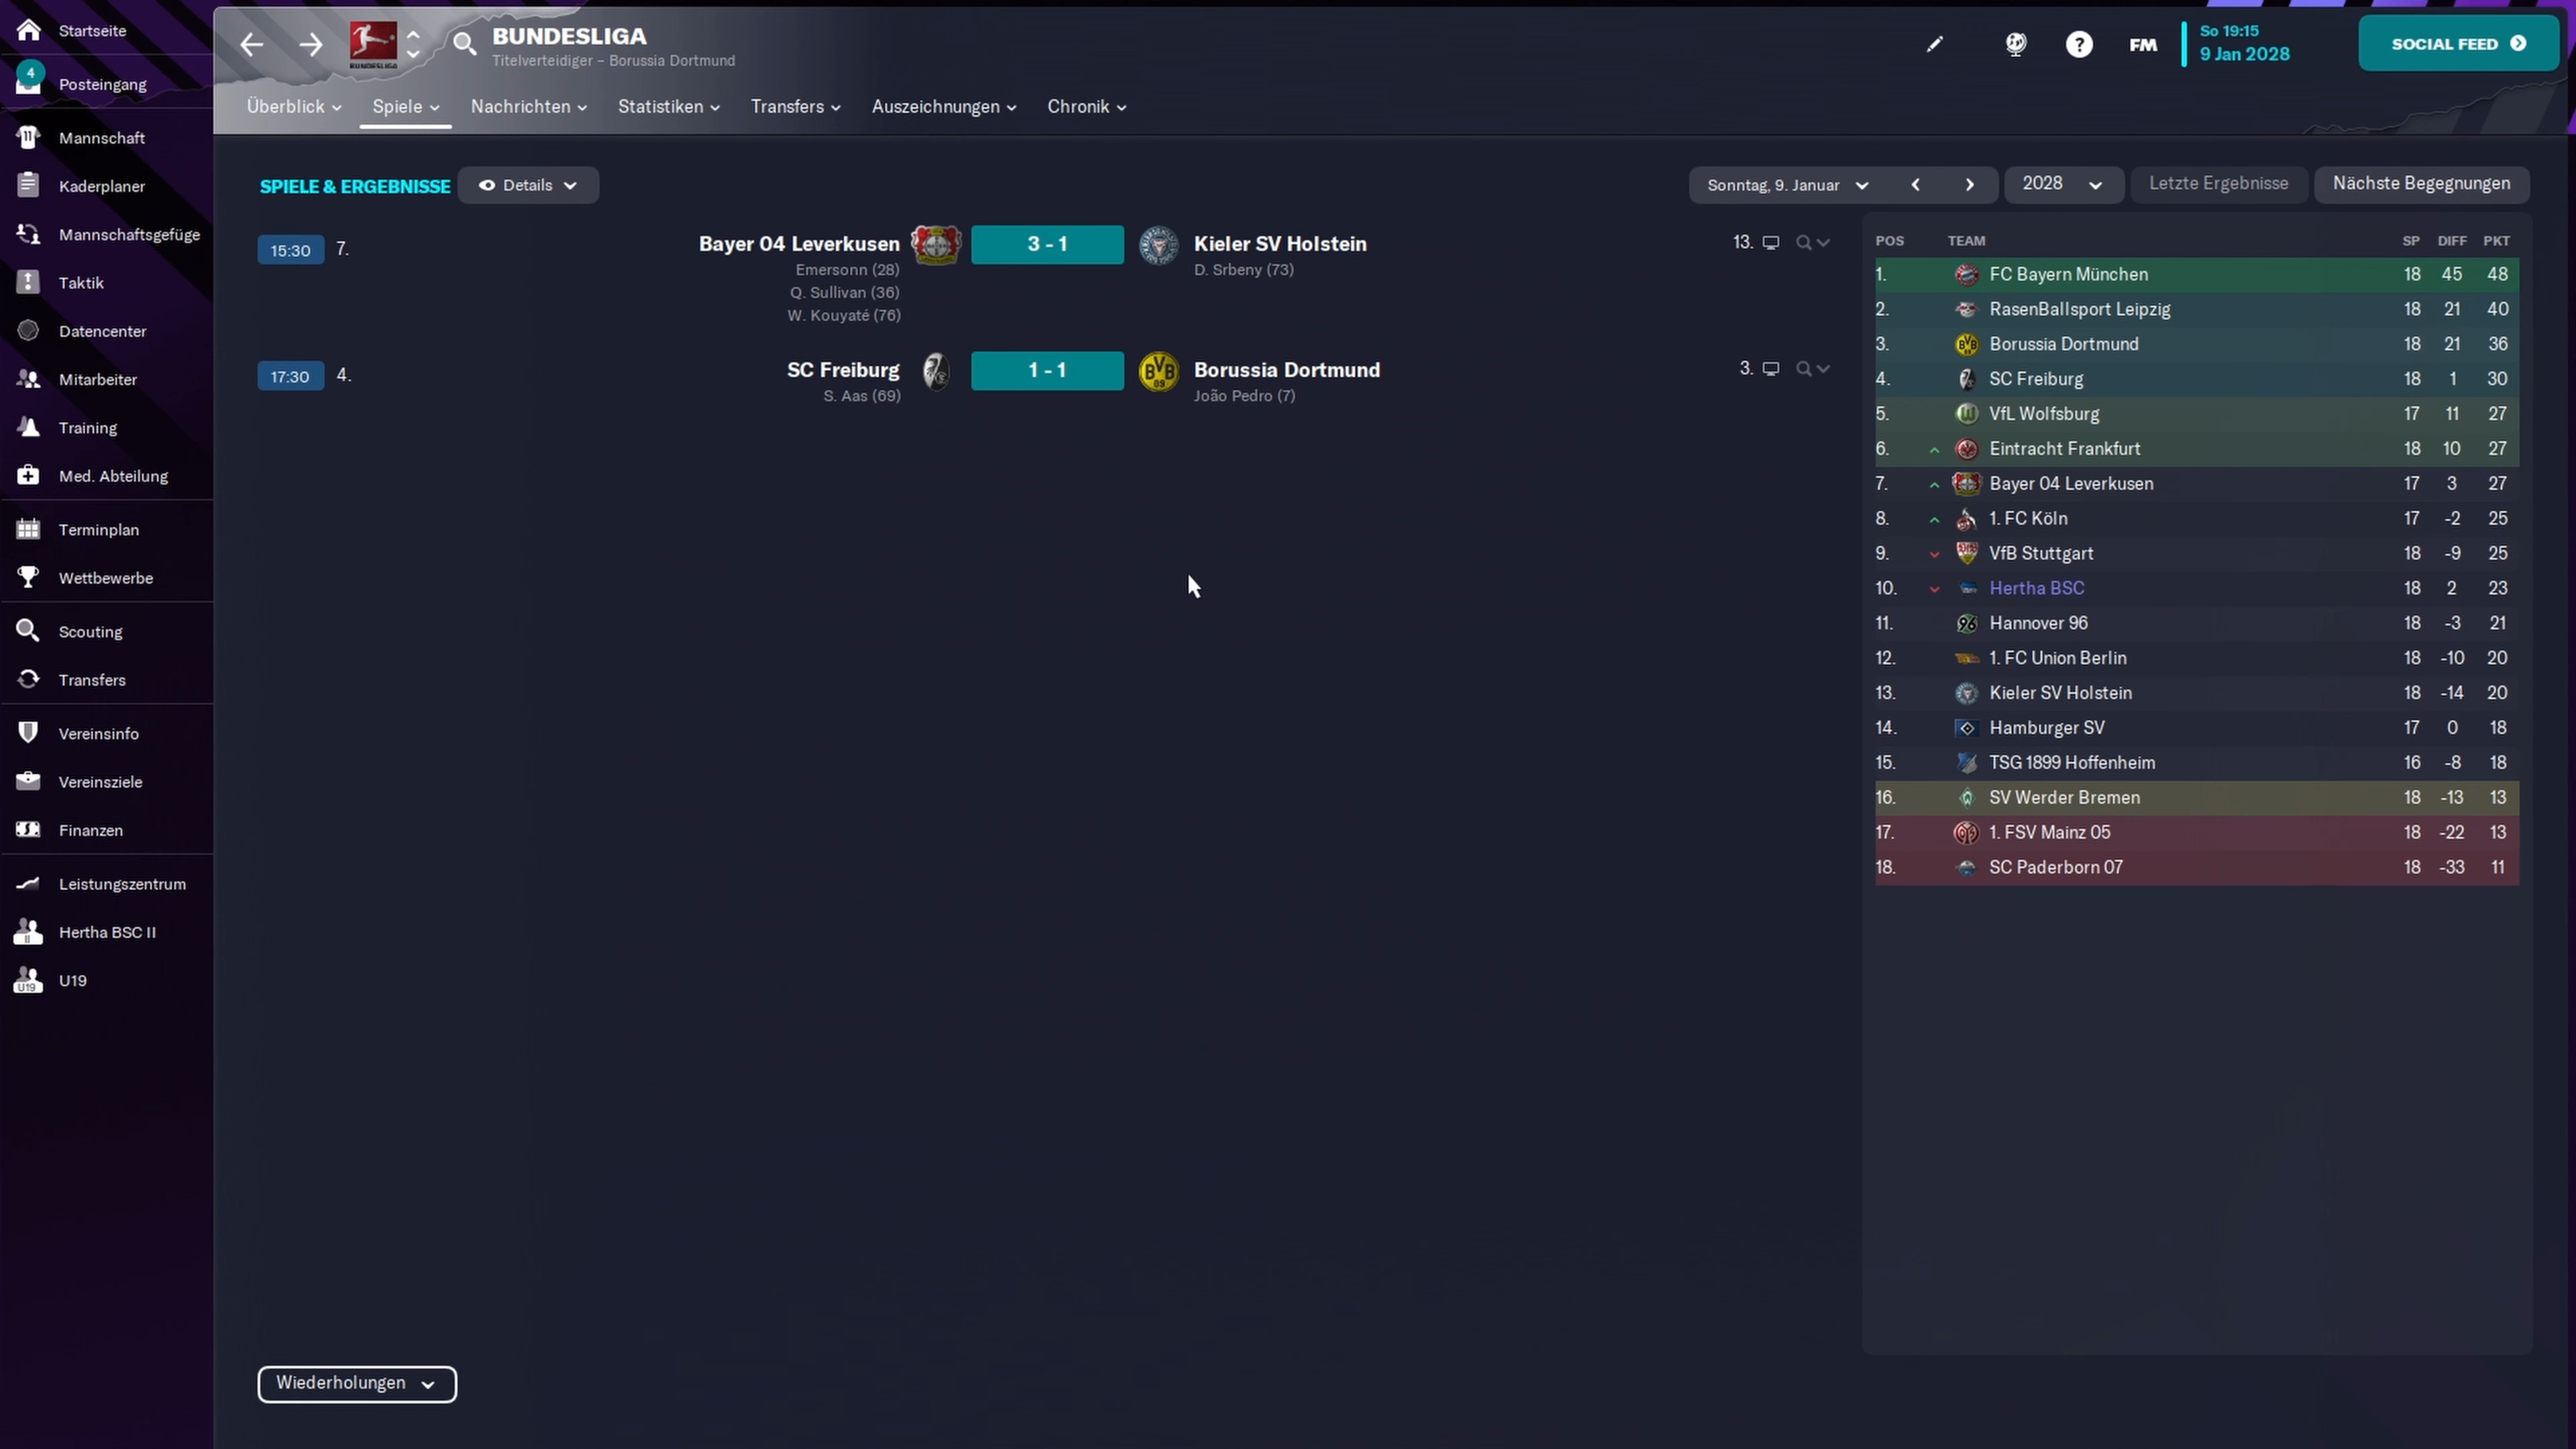 Startseite
4
Posteingang
Mannschaft
Kaderplaner
Mannschaftsgefüge
Taktik
Datencenter
Mitarbeiter
Training
Med. Abteilung
Terminplan
Wettbewerbe
Scouting
Transfers
Vereinsinfo
Vereinsziele
Finanzen
Leistungszentrum
Hertha BSC II
U19
BUNDESLIGA
Titelverteidiger – Borussia Dortmund
FM
So 19:15
9 Jan 2028
SOCIAL FEED
Überblick Spiele Nachrichten Statistiken Transfers Auszeichnungen Chronik
SPIELE & ERGEBNISSE Details
Sonntag, 9. Januar 2028 Letzte Ergebnisse Nächste Begegnungen
15:30 7. Bayer 04 Leverkusen 3 - 1 Kieler SV Holstein 13.
Emersonn (28) D. Srbeny (73)
Q. Sullivan (36)
W. Kouyaté (76)
17:30 4. SC Freiburg 1 - 1 Borussia Dortmund 3.
S. Aas (69) João Pedro (7)
POS TEAM SP DIFF PKT
1. FC Bayern München 18 45 48
2. RasenBallsport Leipzig 18 21 40
3. Borussia Dortmund 18 21 36
4. SC Freiburg 18 1 30
5. VfL Wolfsburg 17 11 27
6. Eintracht Frankfurt 18 10 27
7. Bayer 04 Leverkusen 17 3 27
8. 1. FC Köln 17 -2 25
9. VfB Stuttgart 18 -9 25
10. Hertha BSC 18 2 23
11. Hannover 96 18 -3 21
12. 1. FC Union Berlin 18 -10 20
13. Kieler SV Holstein 18 -14 20
14. Hamburger SV 17 0 18
15. TSG 1899 Hoffenheim 16 -8 18
16. SV Werder Bremen 18 -13 13
17. 1. FSV Mainz 05 18 -22 13
18. SC Paderborn 07 18 -33 11
Wiederholungen